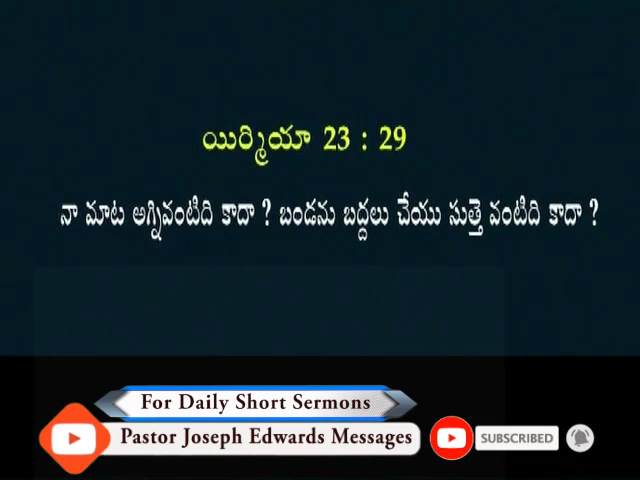 యిర్మియా 23 : 29
నా మాట అగ్నివంటిది కాదా ? బండను బద్దలు చేయు సుత్తె వంటిది కాదా ?
For Daily Short Sermons
Pastor Joseph Edwards Messages
SUBSCRIBED